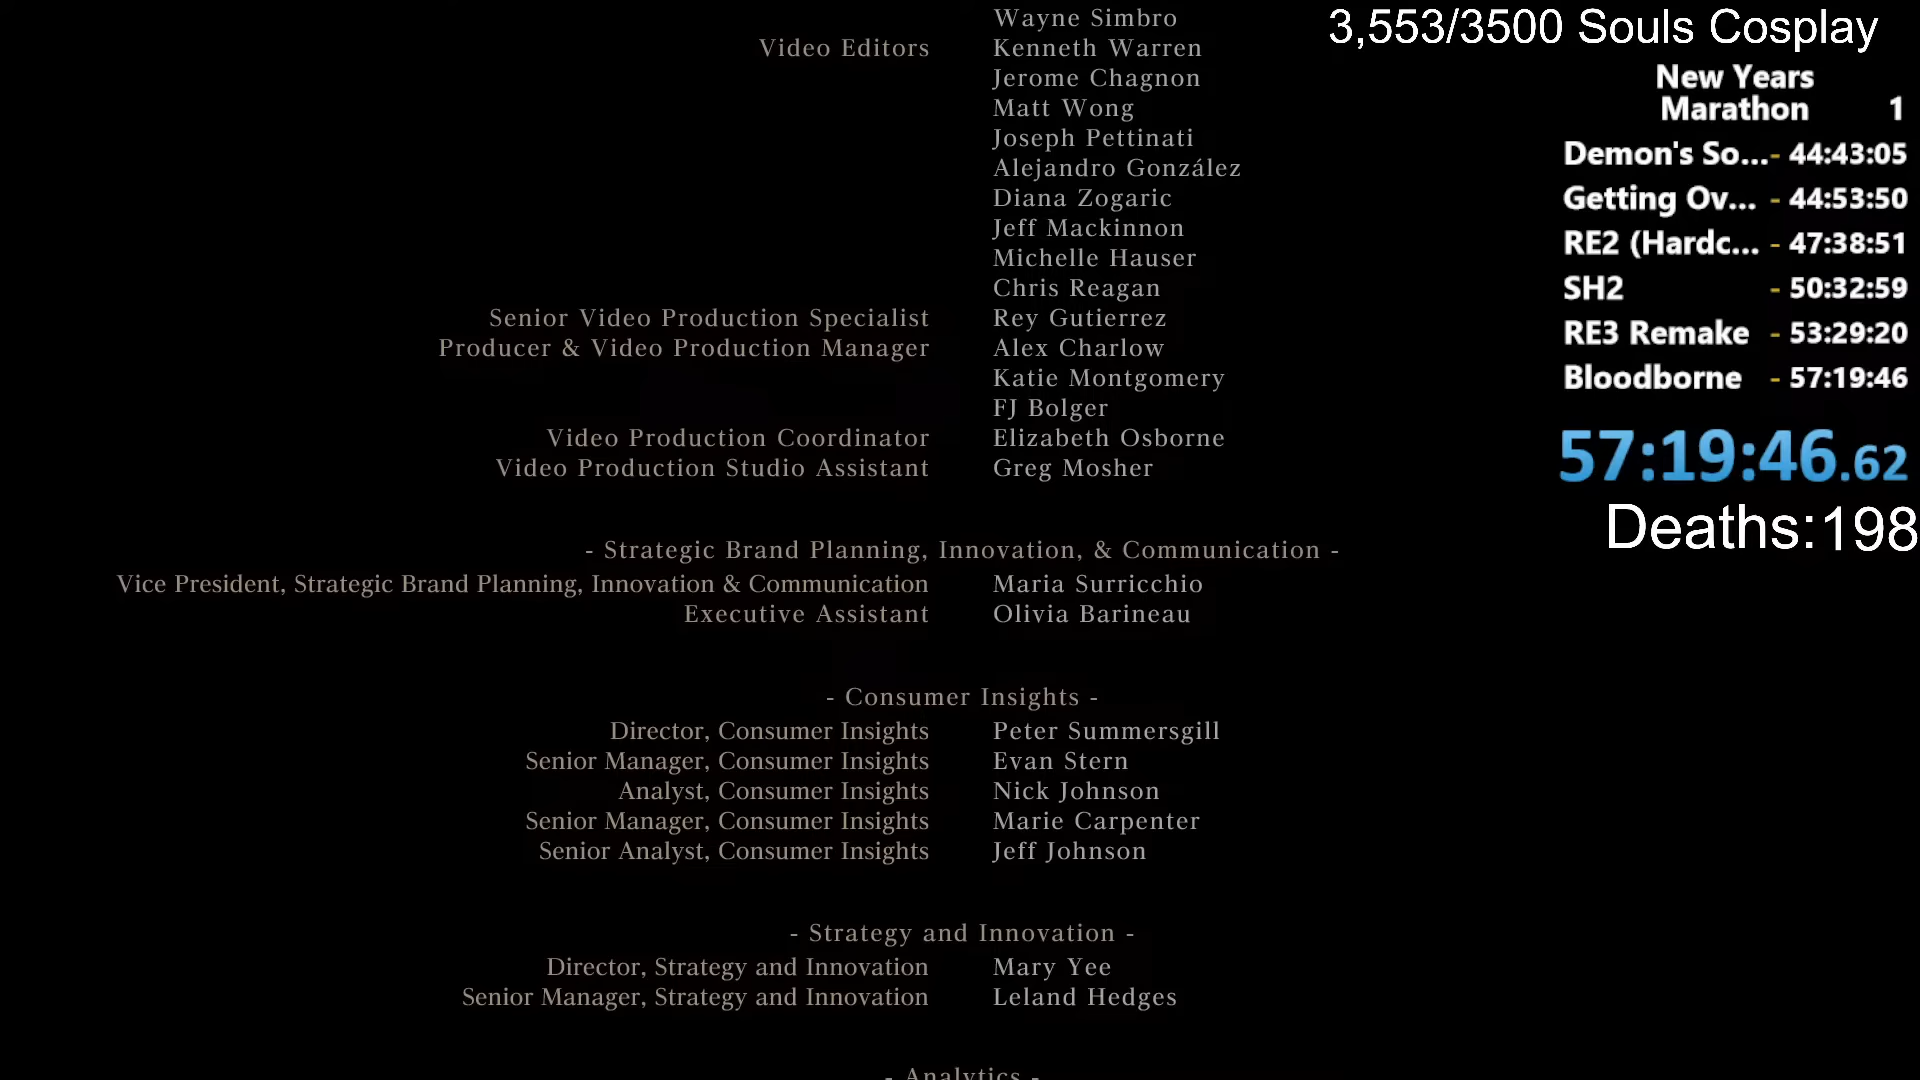 Wayne Simbro
Video Editors Kenneth Warren
Jerome Chagnon
Matt Wong
Joseph Pettinati
Alejandro González
Diana Zogaric
Jeff Mackinnon
Michelle Hauser
Chris Reagan
Senior Video Production Specialist Rey Gutierrez
Producer & Video Production Manager Alex Charlow
Katie Montgomery
FJ Bolger
Video Production Coordinator Elizabeth Osborne
Video Production Studio Assistant Greg Mosher
- Strategic Brand Planning, Innovation, & Communication -
Vice President, Strategic Brand Planning, Innovation & Communication Maria Surricchio
Executive Assistant Olivia Barineau
- Consumer Insights -
Director, Consumer Insights Peter Summersgill
Senior Manager, Consumer Insights Evan Stern
Analyst, Consumer Insights Nick Johnson
Senior Manager, Consumer Insights Marie Carpenter
Senior Analyst, Consumer Insights Jeff Johnson
- Strategy and Innovation -
Director, Strategy and Innovation Mary Yee
Senior Manager, Strategy and Innovation Leland Hedges
- Analytics -
3,553/3500 Souls Cosplay
New Years
Marathon 1
Demon's So... - 44:43:05
Getting Ov... - 44:53:50
RE2 (Hardc... - 47:38:51
SH2 - 50:32:59
RE3 Remake - 53:29:20
Bloodborne - 57:19:46
57:19:46.62
Deaths:198